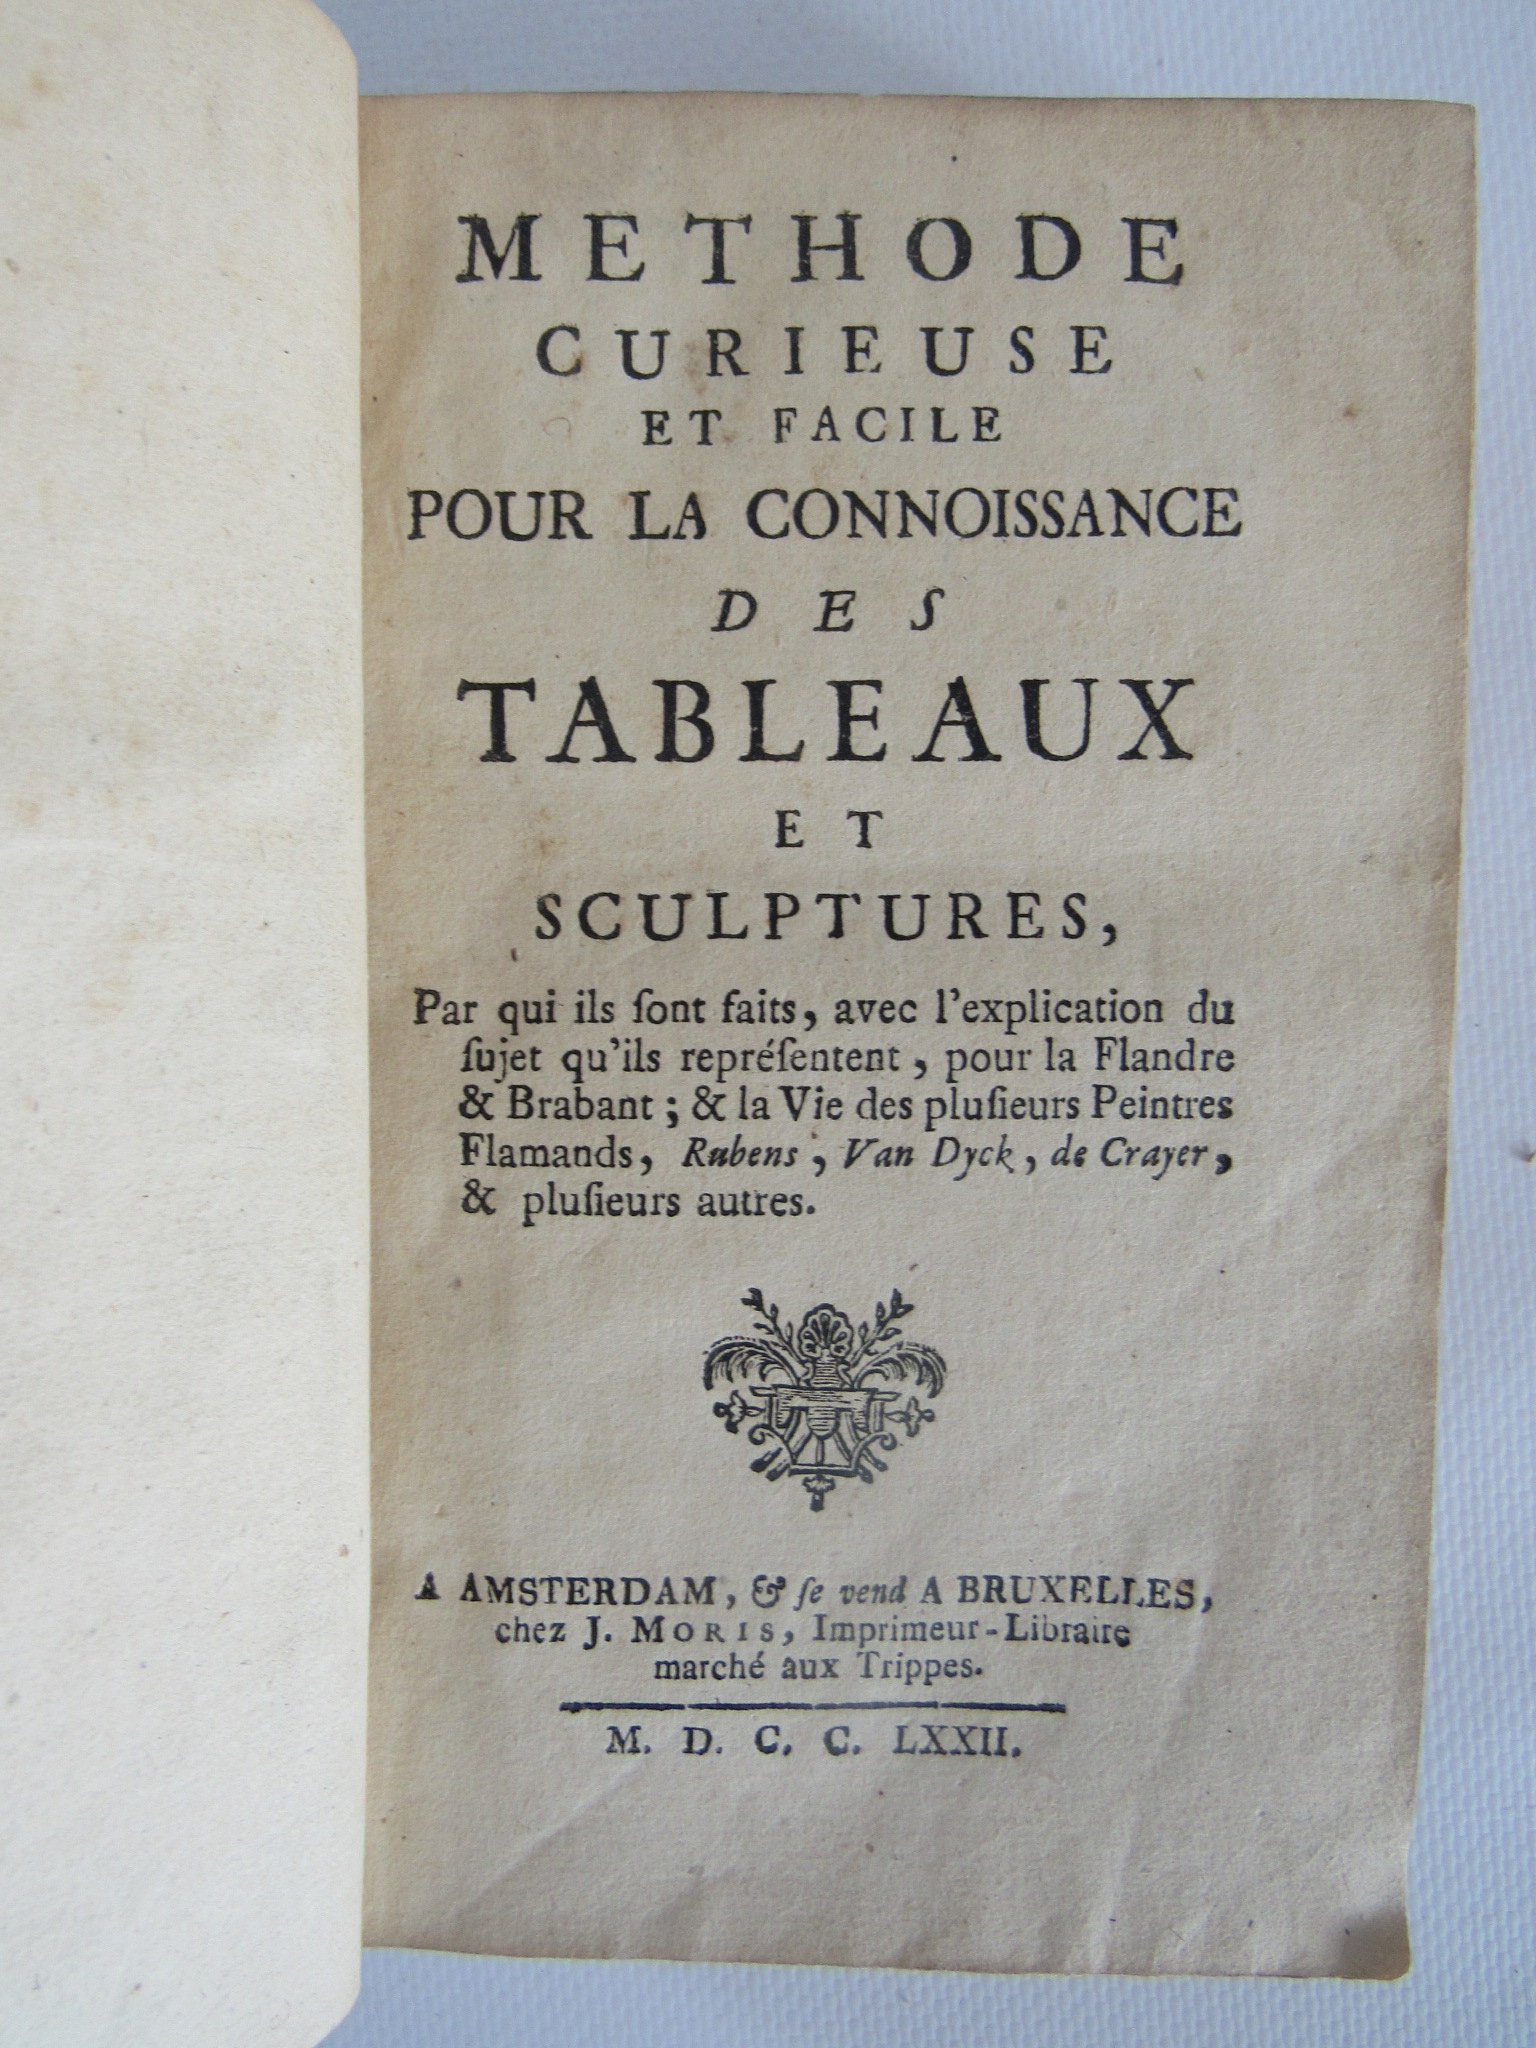 METHODE
CURIEUSE
ET FACILE
POUR LA CONNOISSANCE
DES
TABLEAUX
ET
SCULPTURES,
Par qui ils ſont faits, avec l'explication du
ſujet qu'ils repréſentent, pour la Flandre
& Brabant; & la Vie des pluſieurs Peintres
Flamands, Rubens, Van Dyck, de Crayer,
& pluſieurs autres.
A AMSTERDAM, & ſe vend A BRUXELLES,
chez J. MORIS, Imprimeur-Libraire
marché aux Trippes.
M. D. C. C. LXXII.